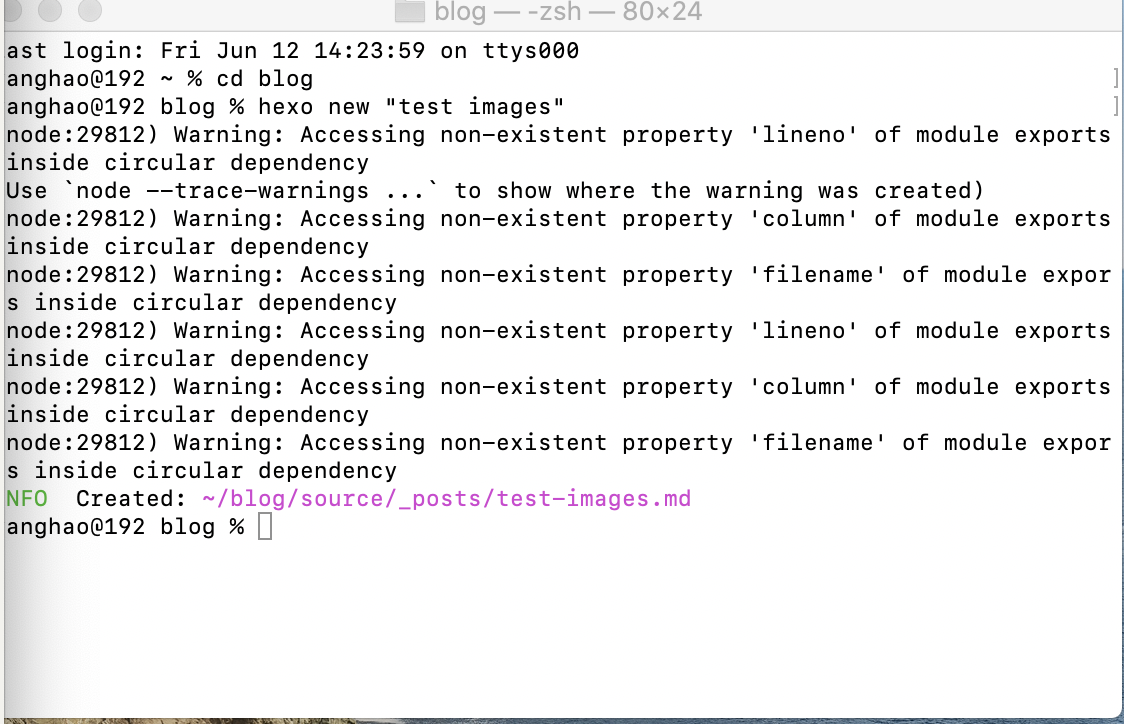 blog — -zsh — 80×24
ast login: Fri Jun 12 14:23:59 on ttys000
anghao@192 ~ % cd blog ]
anghao@192 blog % hexo new "test images" ]
node:29812) Warning: Accessing non-existent property 'lineno' of module exports
inside circular dependency
Use `node --trace-warnings ...` to show where the warning was created)
node:29812) Warning: Accessing non-existent property 'column' of module exports
inside circular dependency
node:29812) Warning: Accessing non-existent property 'filename' of module expor
s inside circular dependency
node:29812) Warning: Accessing non-existent property 'lineno' of module exports
inside circular dependency
node:29812) Warning: Accessing non-existent property 'column' of module exports
inside circular dependency
node:29812) Warning: Accessing non-existent property 'filename' of module expor
s inside circular dependency
NFO  Created: ~/blog/source/_posts/test-images.md
anghao@192 blog %